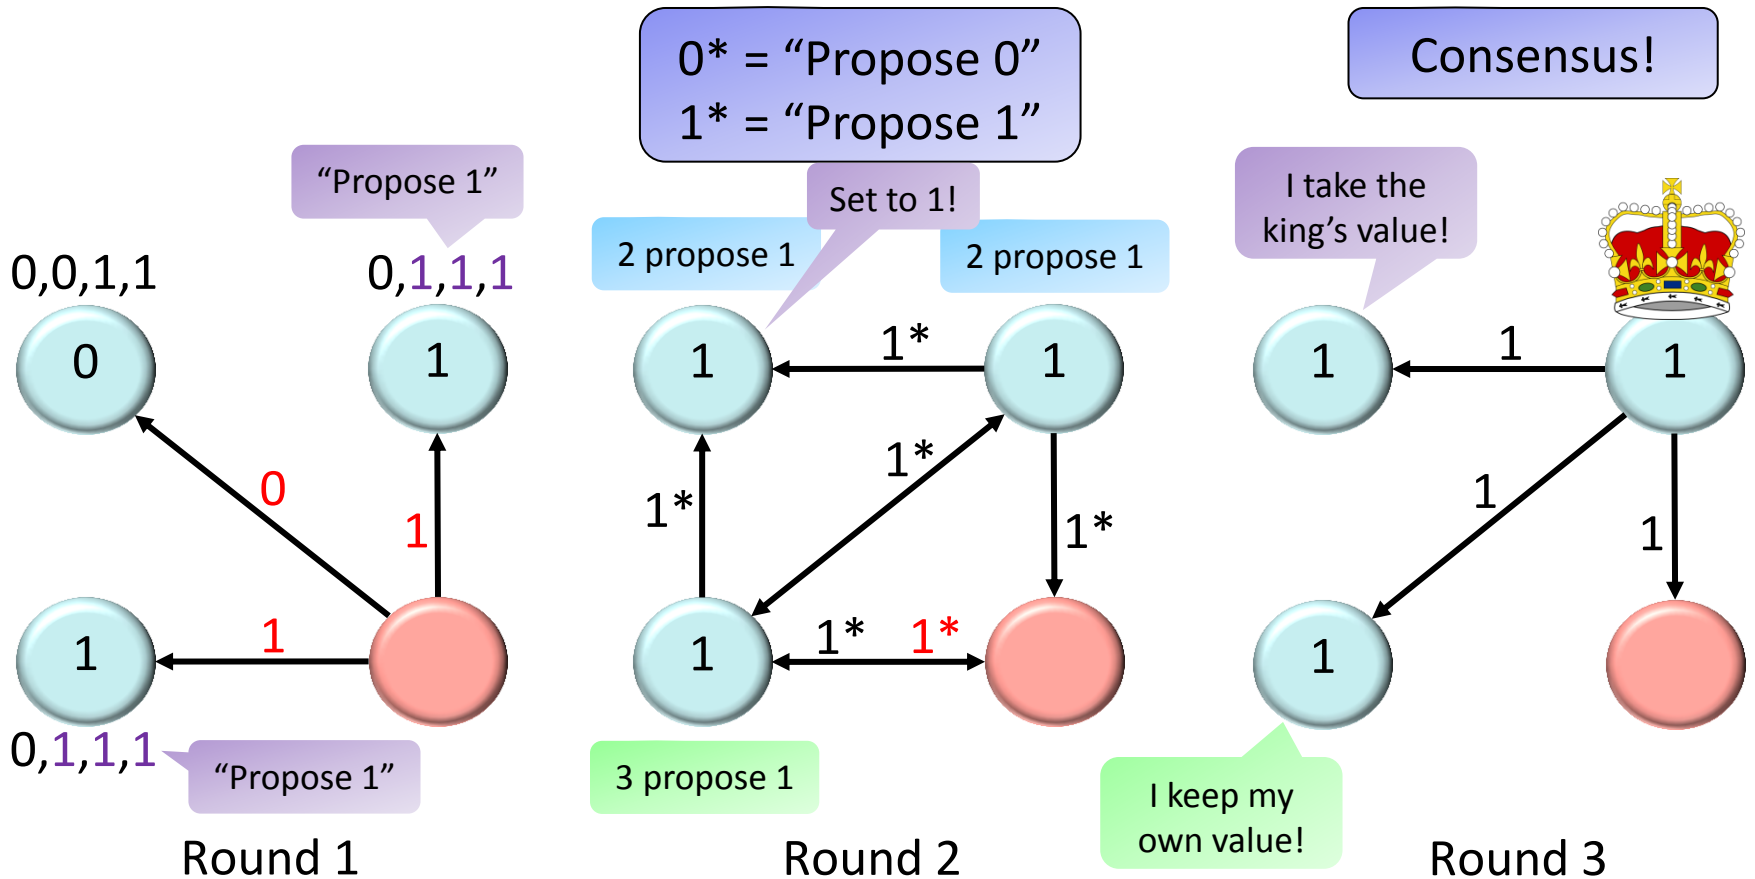 0* = “Propose 0”
1* = “Propose 1”
Consensus!
“Propose 1”
0,0,1,1
0,1,1,1
0
1
0
1
1
1
0,1,1,1
“Propose 1”
Round 1
Set to 1!
2 propose 1
2 propose 1
1
1*
1
1*
1*
1*
1
1*
1*
3 propose 1
Round 2
I take the
king’s value!
1
1
1
1
1
1
I keep my
own value!
Round 3